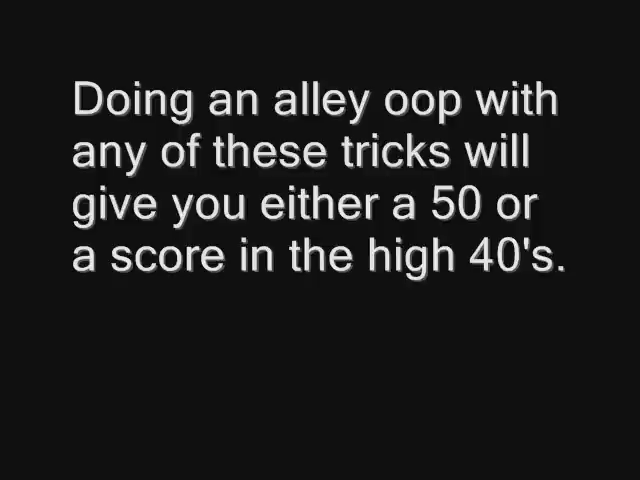 Doing an alley oop with
any of these tricks will
give you either a 50 or
a score in the high 40's.